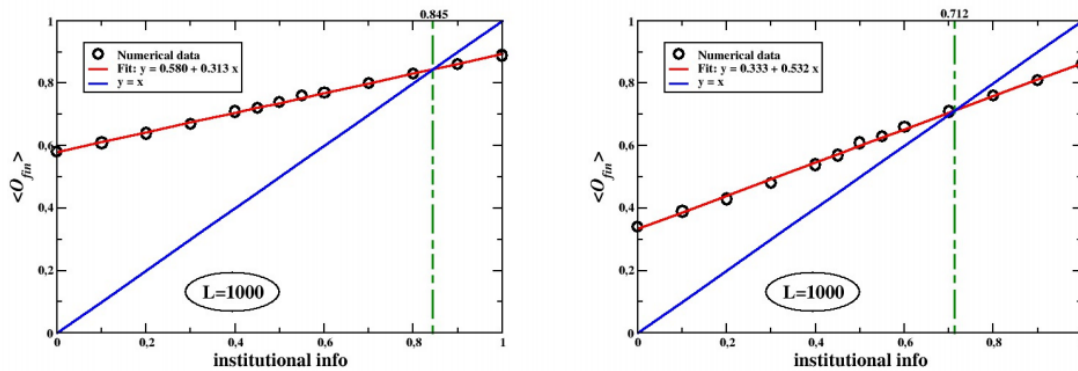 0.845
1
0,8
0,6
0,4
0,2
0
<O_fin>
Numerical data
Fit: y = 0.580 + 0.313 x
y = x
L=1000
0 0,2 0,4 0,6 0,8 1
institutional info
0.712
1
0,8
0,6
0,4
0,2
0
<O_fin>
Numerical data
Fit: y = 0.333 + 0.532 x
y = x
L=1000
0 0,2 0,4 0,6 0,8
institutional info